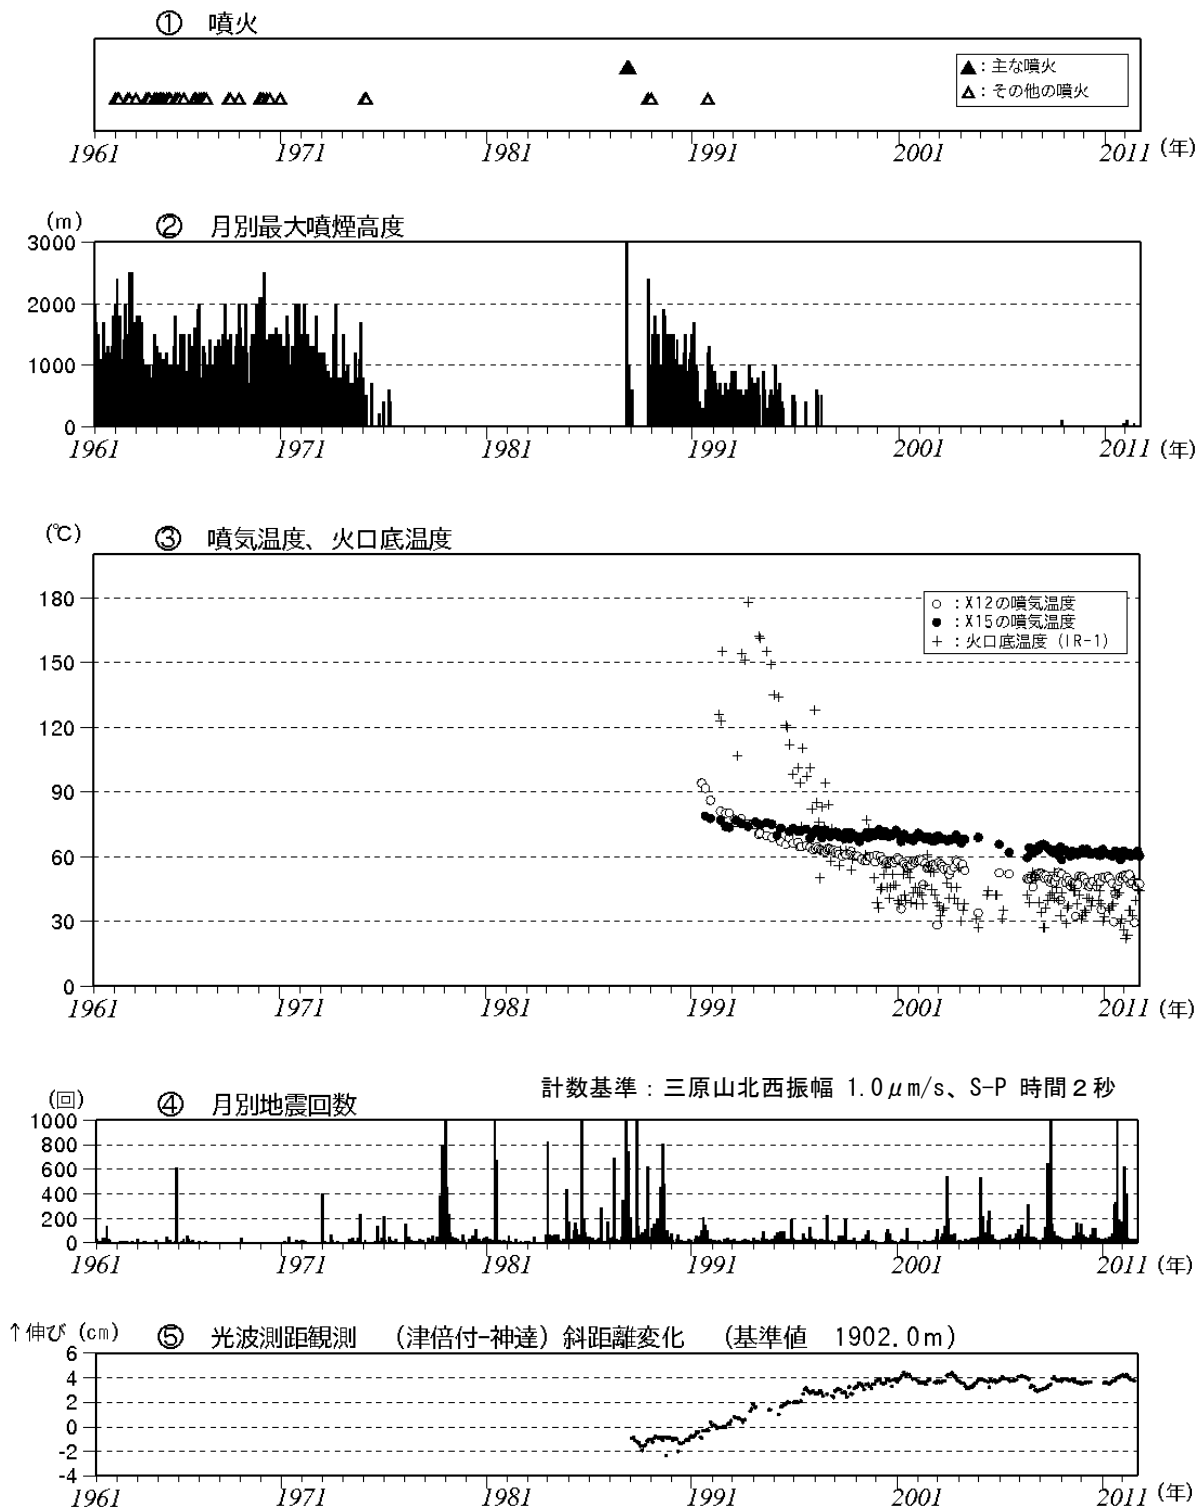 ① 噴火
▲：主な噴火
△：その他の噴火
1961 1971 1981 1991 2001 2011 (年)
(m) ② 月別最大噴煙高度
3000
2000
1000
0
1961 1971 1981 1991 2001 2011 (年)
(℃) ③ 噴気温度、火口底温度
180
150
120
90
60
30
0
○：X12の噴気温度
●：X15の噴気温度
＋：火口底温度(IR-1)
1961 1971 1981 1991 2001 2011 (年)
計数基準：三原山北西振幅 1.0μm/s、S-P 時間２秒
(回) ④ 月別地震回数
1000
800
600
400
200
0
1961 1971 1981 1991 2001 2011 (年)
↑伸び(cm) ⑤ 光波測距観測 （津倍付-神達）斜距離変化 （基準値 1902.0m）
6
4
2
0
-2
-4
1961 1971 1981 1991 2001 2011 (年)